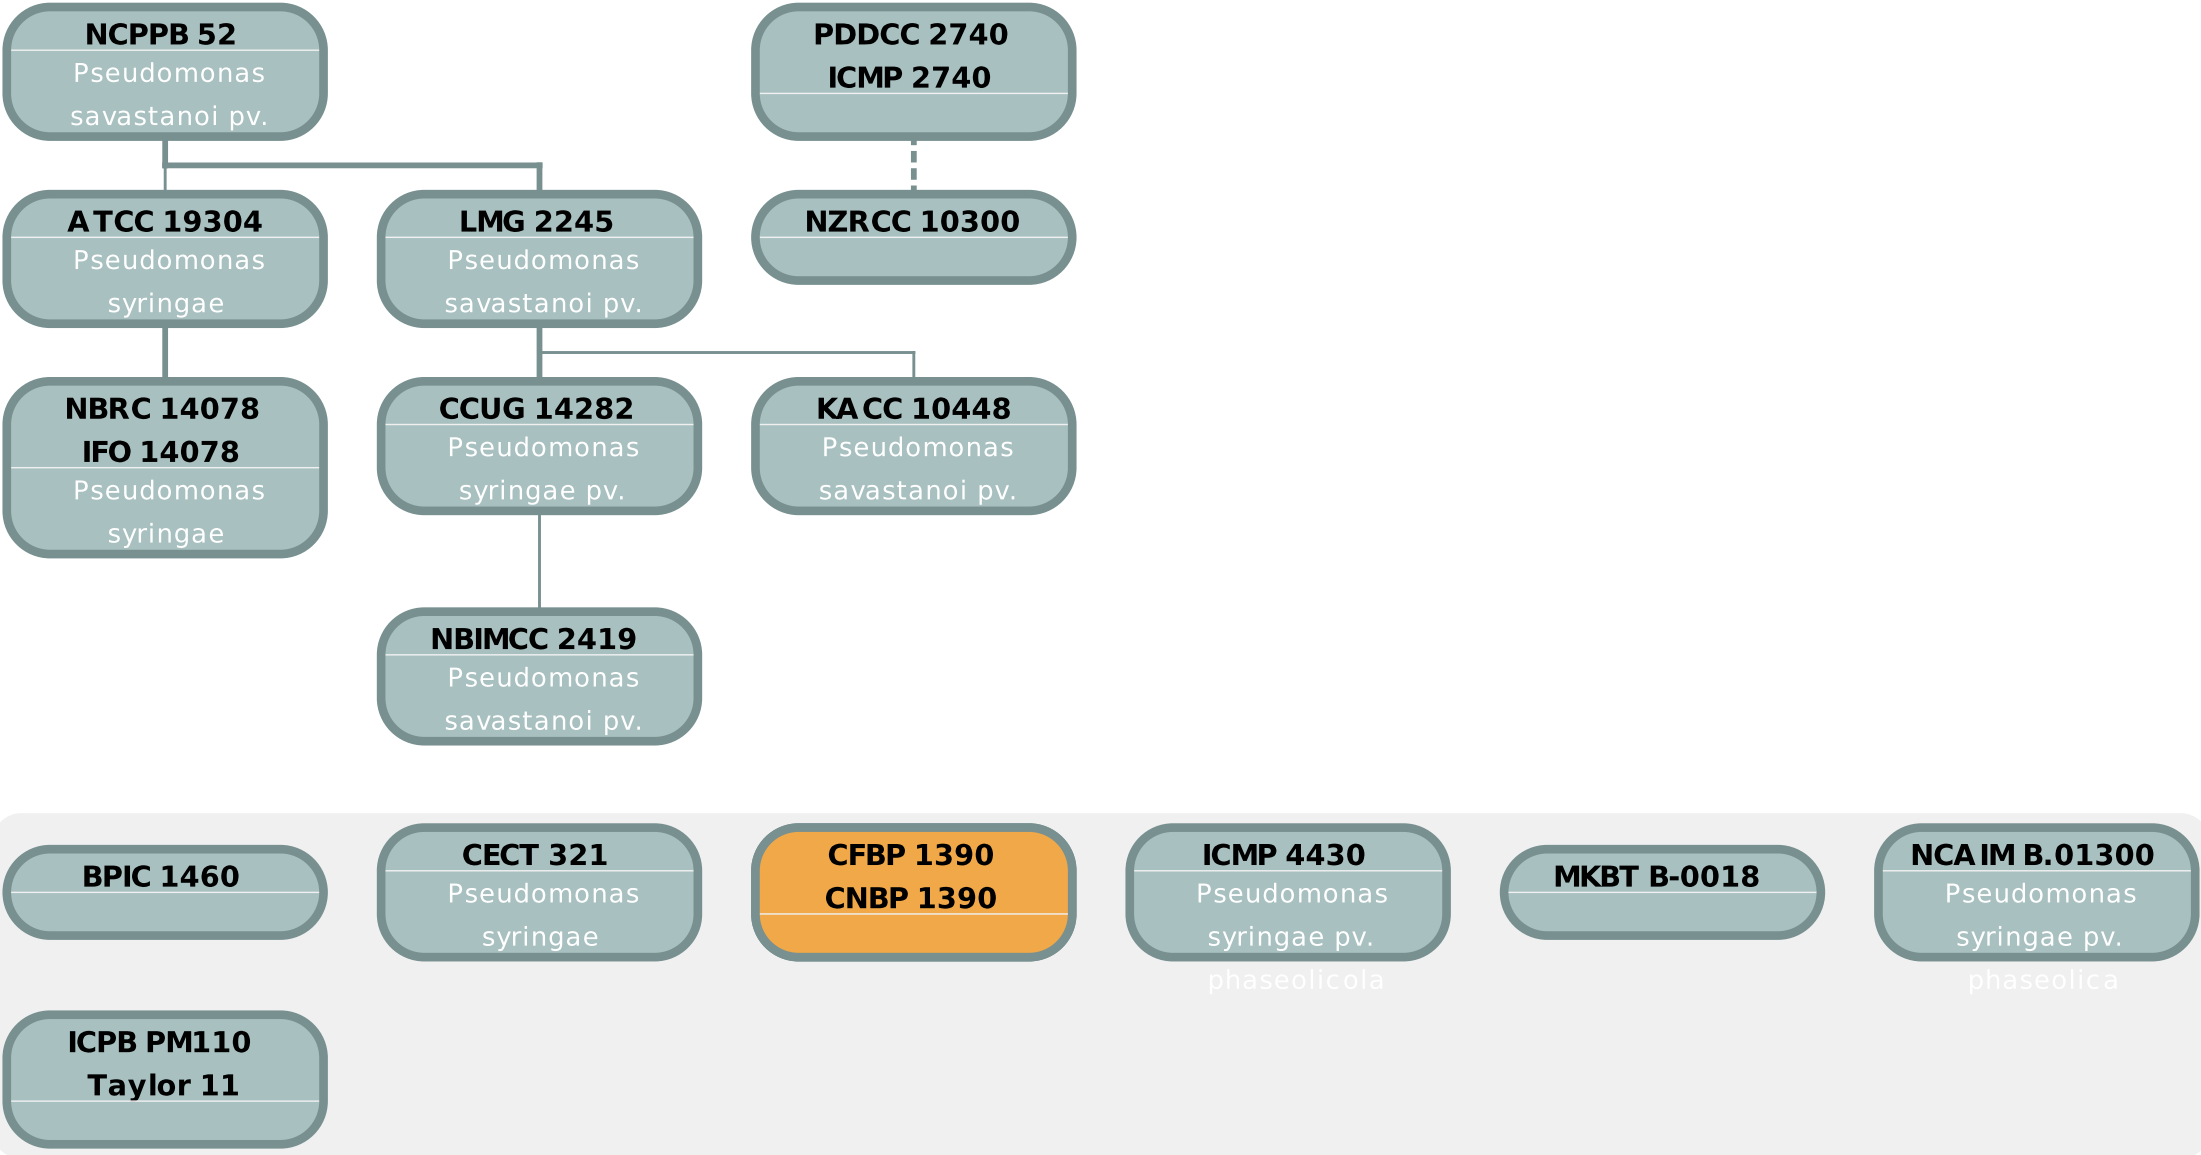 NCPPB 52
Pseudomonas
savastanoi pv.
PDDCC 2740
ICMP 2740
ATCC 19304
Pseudomonas
syringae
LMG 2245
Pseudomonas
savastanoi pv.
NZRCC 10300
NBRC 14078
IFO 14078
Pseudomonas
syringae
CCUG 14282
Pseudomonas
syringae pv.
KACC 10448
Pseudomonas
savastanoi pv.
NBIMCC 2419
Pseudomonas
savastanoi pv.
BPIC 1460
CECT 321
Pseudomonas
syringae
CFBP 1390
CNBP 1390
ICMP 4430
Pseudomonas
syringae pv.
phaseolicola
MKBT B-0018
NCAIM B.01300
Pseudomonas
syringae pv.
phaseolica
ICPB PM110
Taylor 11